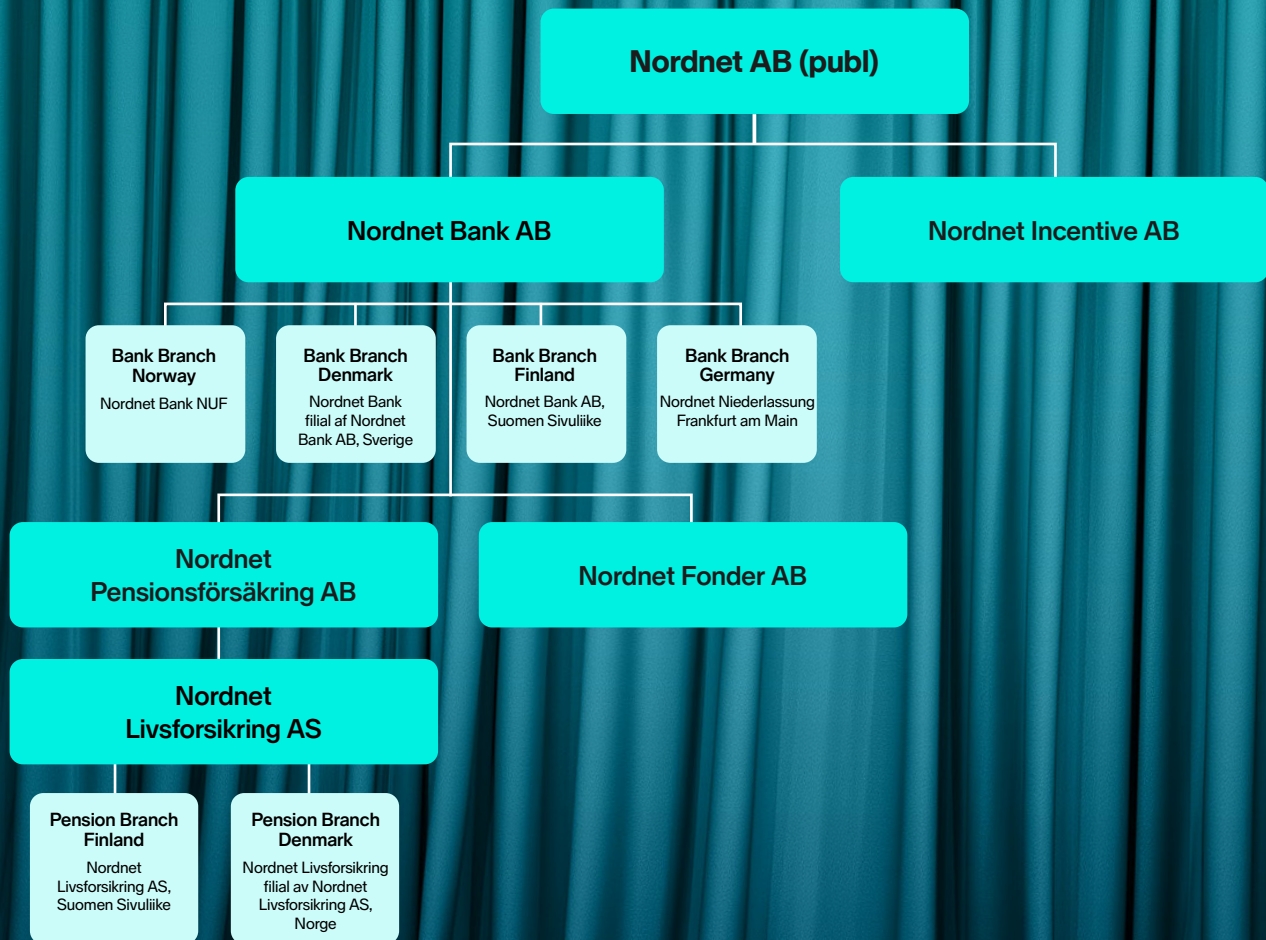 Nordnet AB (publ)
Nordnet Bank AB
Nordnet Incentive AB
Bank Branch
Norway
Nordnet Bank NUF
Bank Branch
Denmark
Nordnet Bank
filial af Nordnet
Bank AB, Sverige
Bank Branch
Finland
Nordnet Bank AB,
Suomen Sivuliike
Bank Branch
Germany
Nordnet Niederlassung
Frankfurt am Main
Nordnet
Pensionsförsäkring AB
Nordnet Fonder AB
Nordnet
Livsforsikring AS
Pension Branch
Finland
Nordnet
Livsforsikring AS,
Suomen Sivuliike
Pension Branch
Denmark
Nordnet Livsforsikring
filial av Nordnet
Livsforsikring AS,
Norge